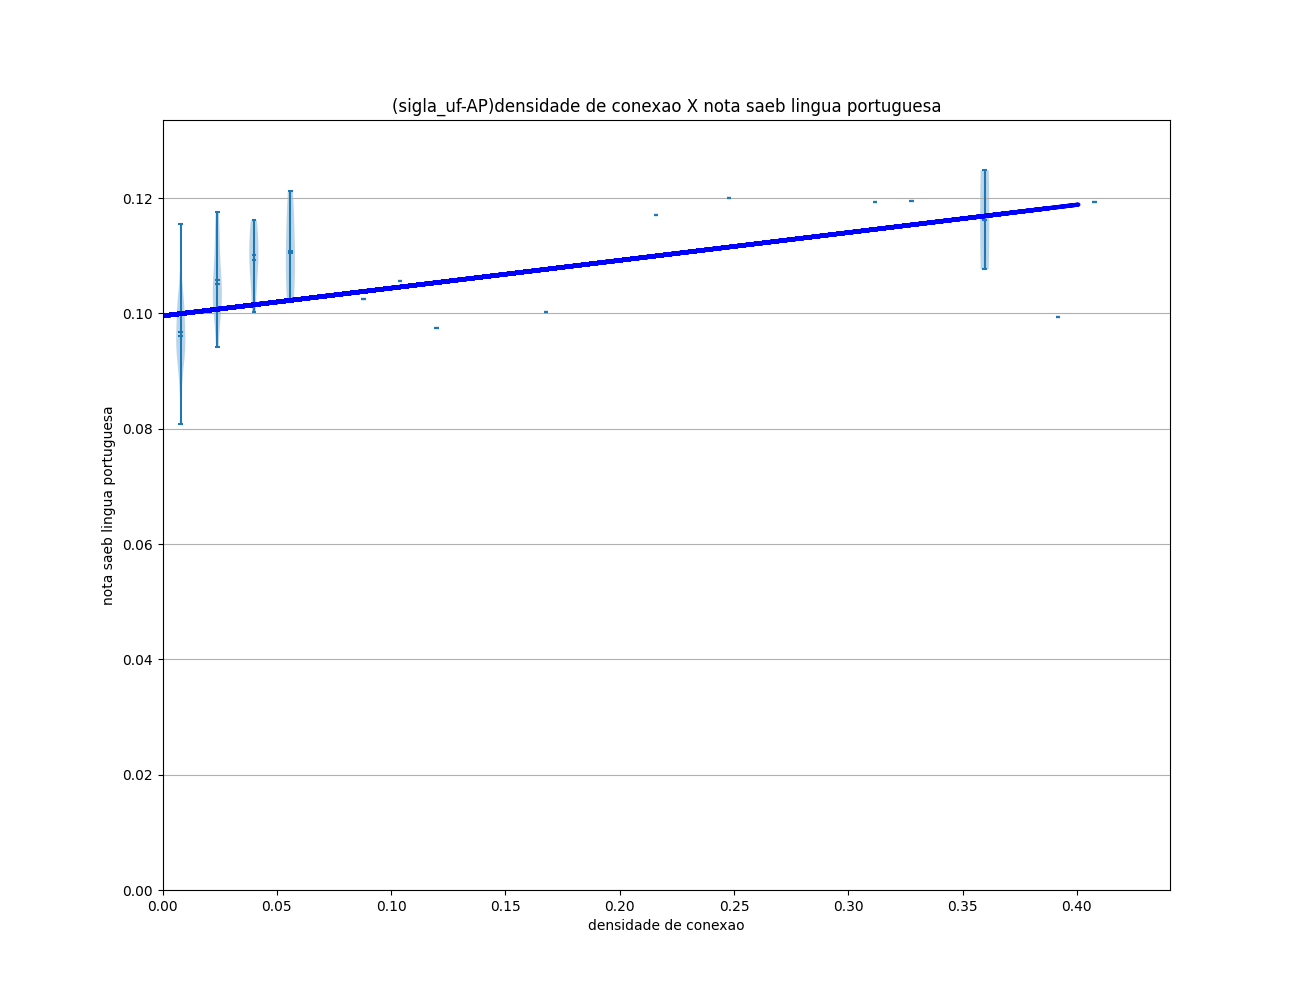 (sigla_uf-AP)densidade de conexao X nota saeb lingua portuguesa
nota saeb lingua portuguesa
0.12
0.10
0.08
0.06
0.04
0.02
0.00
0.00 0.05 0.10 0.15 0.20 0.25 0.30 0.35 0.40
densidade de conexao